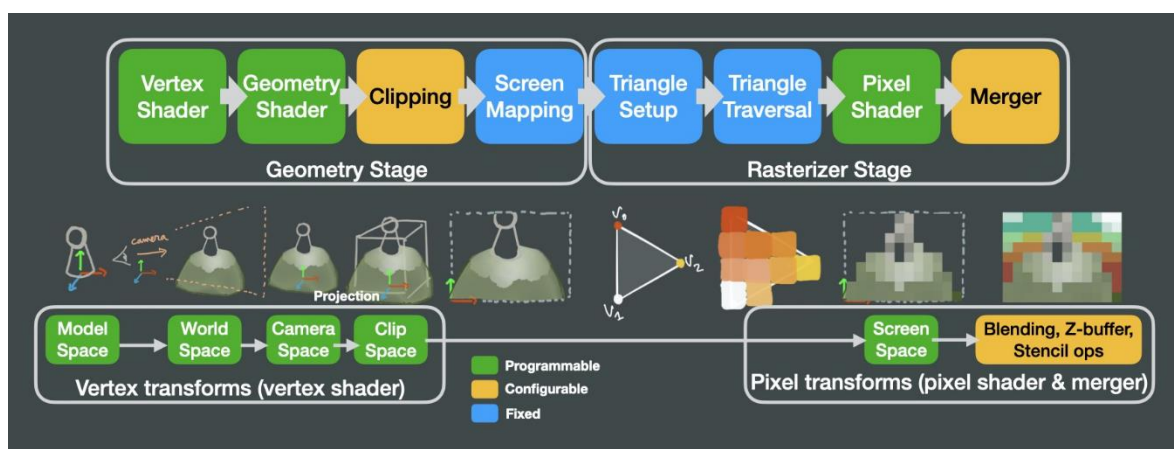 Vertex
Shader
Geometry
Shader
Clipping
Screen
Mapping
Triangle
Setup
Triangle
Traversal
Pixel
Shader
Merger
Geometry Stage
Rasterizer Stage
camera
Projection
V₀
V₂
V₁
Model
Space
World
Space
Camera
Space
Clip
Space
Screen
Space
Blending, Z-buffer,
Stencil ops
Vertex transforms (vertex shader)
Pixel transforms (pixel shader & merger)
Programmable
Configurable
Fixed